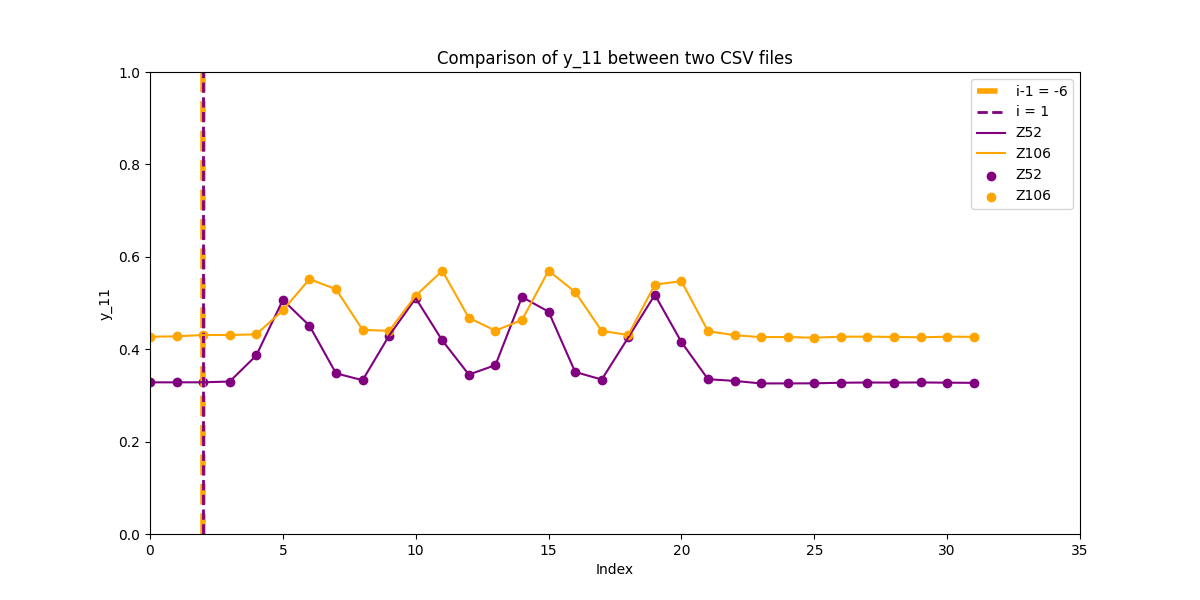 Comparison of y_11 between two CSV files
1.0
0.8
0.6
0.4
0.2
0.0
y_11
0 5 10 15 20 25 30 35
Index
i-1 = -6
i = 1
Z52
Z106
Z52
Z106